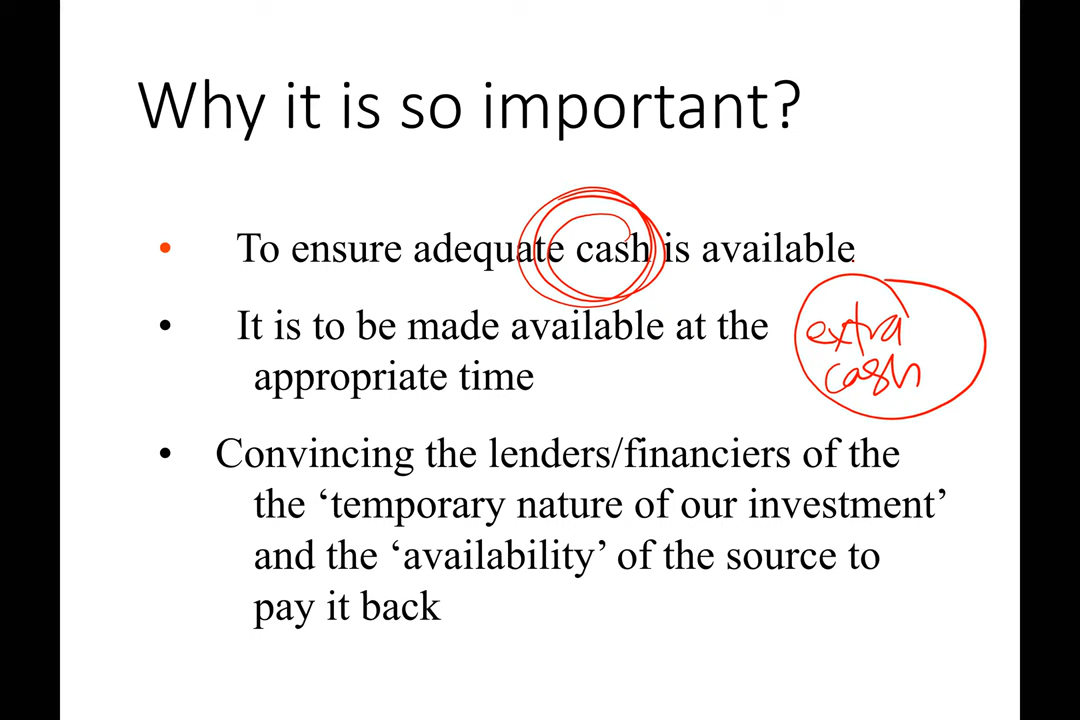 Why it is so important?
• To ensure adequate cash is available
• It is to be made available at the
appropriate time
extra
cash
• Convincing the lenders/financiers of the
the ‘temporary nature of our investment’
and the ‘availability’ of the source to
pay it back